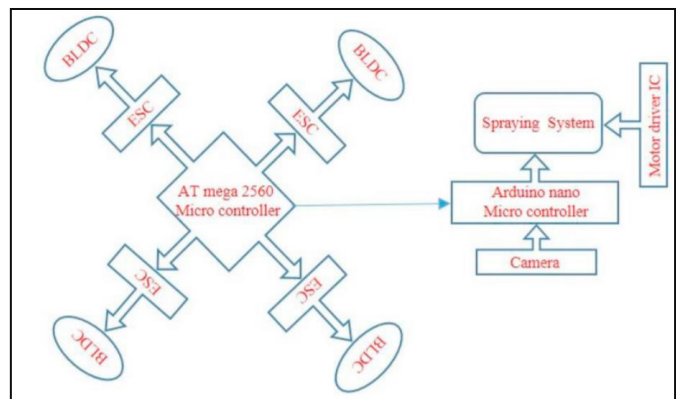 BLDC
BLDC
ESC
ESC
Spraying System
Motor driver IC
AT mega 2560
Micro controller
Arduino nano
Micro controller
Camera
ESC
ESC
BLDC
BLDC